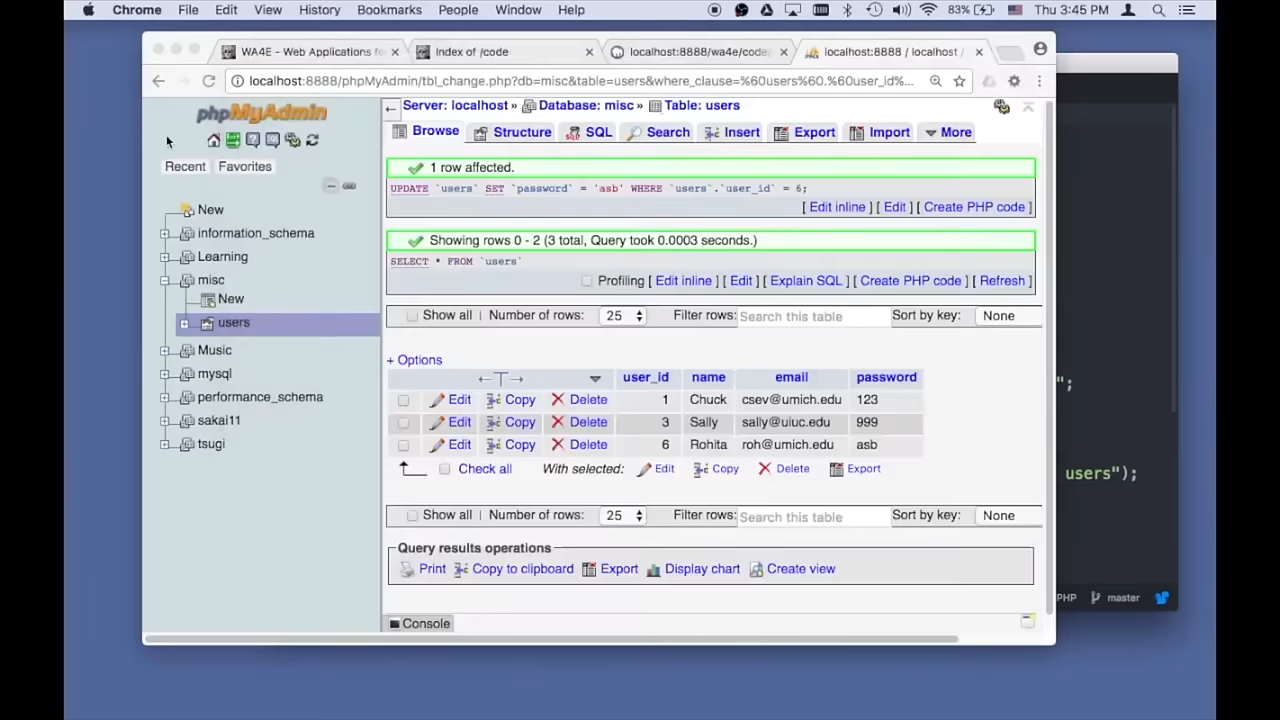 Chrome File Edit View History Bookmarks People Window Help 83% Thu 3:45 PM
WA4E - Web Applications fo
Index of /code
localhost:8888/wa4e/code/
localhost:8888 / localhost /
localhost:8888/phpMyAdmin/tbl_change.php?db=misc&table=users&where_clause=%60users%60.%60user_id%...
phpMyAdmin
Recent Favorites
New
information_schema
Learning
misc
New
users
Music
mysql
performance_schema
sakai11
tsugi
Server: localhost » Database: misc » Table: users
Browse Structure SQL Search Insert Export Import More
1 row affected.
UPDATE `users` SET `password` = 'asb' WHERE `users`.`user_id` = 6;
[ Edit inline ] [ Edit ] [ Create PHP code ]
Showing rows 0 - 2 (3 total, Query took 0.0003 seconds.)
SELECT * FROM `users`
Profiling [ Edit inline ] [ Edit ] [ Explain SQL ] [ Create PHP code ] [ Refresh ]
Show all | Number of rows: 25 Filter rows: Search this table Sort by key: None
+ Options
user_id name email password
Edit Copy Delete 1 Chuck csev@umich.edu 123
Edit Copy Delete 3 Sally sally@uiuc.edu 999
Edit Copy Delete 6 Rohita roh@umich.edu asb
Check all With selected: Edit Copy Delete Export
Show all | Number of rows: 25 Filter rows: Search this table Sort by key: None
Query results operations
Print Copy to clipboard Export Display chart Create view
Console
";
users");
PHP master